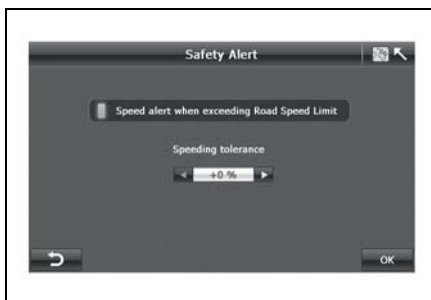 Safety Alert
Speed alert when exceeding Road Speed Limit
Speeding tolerance
+0 %
OK